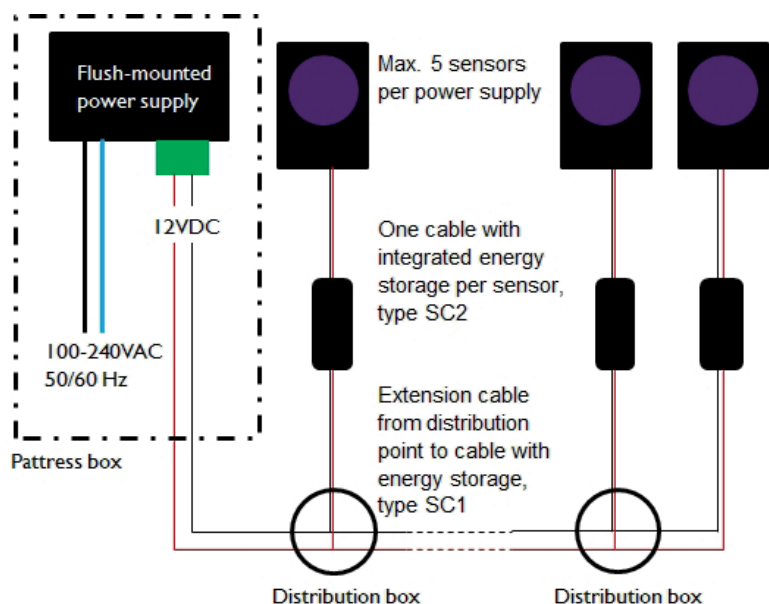 Flush-mounted
power supply
Max. 5 sensors
per power supply
12VDC
One cable with
integrated energy
storage per sensor,
type SC2
100-240VAC
50/60 Hz
Extension cable
from distribution
point to cable with
energy storage,
type SC1
Pattress box
Distribution box
Distribution box